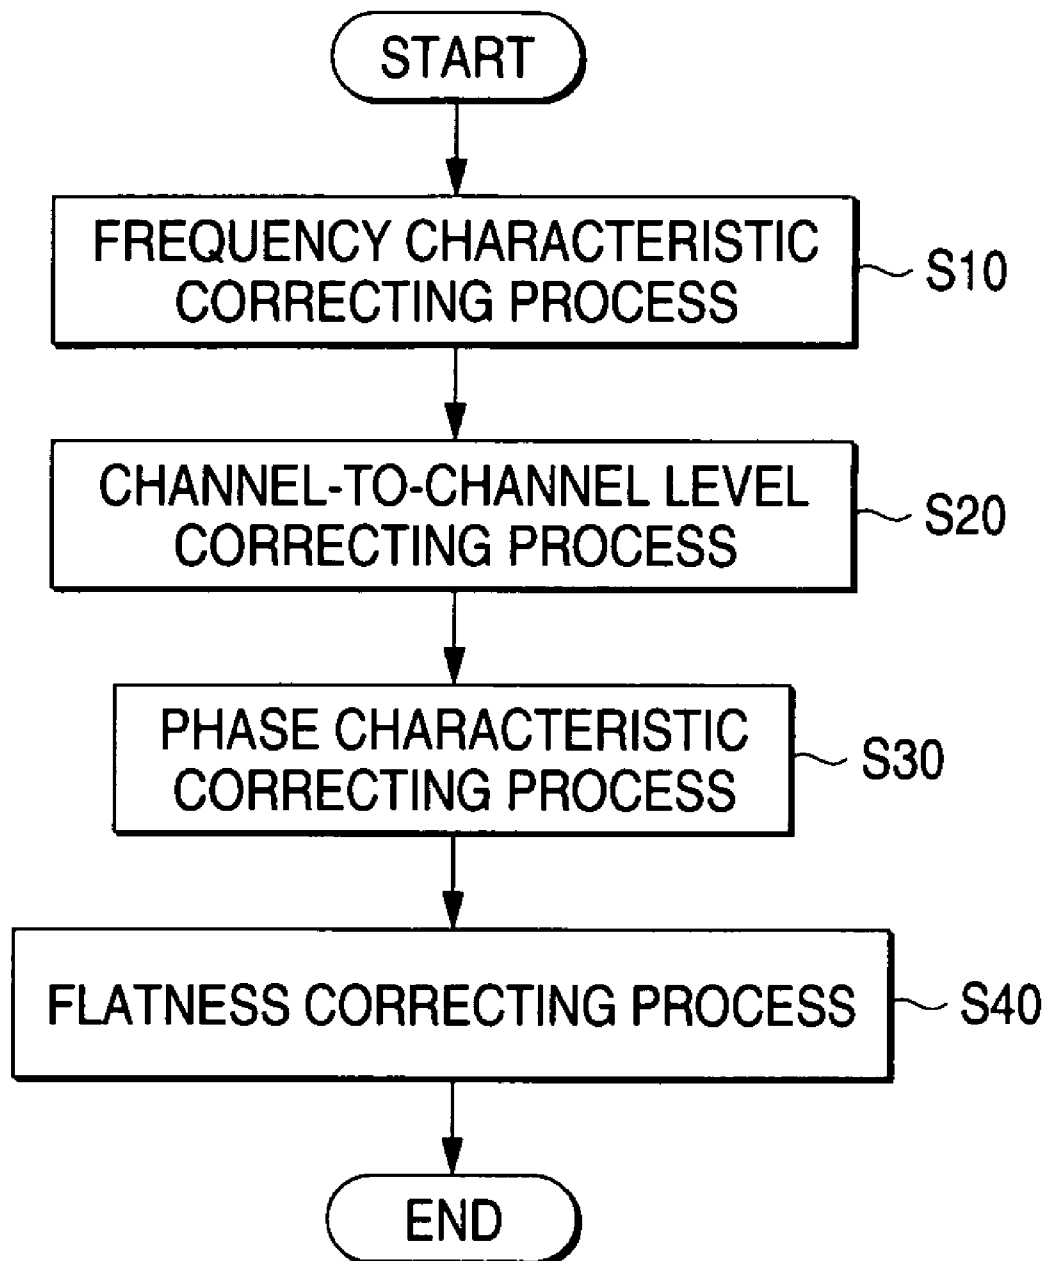 START
FREQUENCY CHARACTERISTIC
CORRECTING PROCESS
S10
CHANNEL-TO-CHANNEL LEVEL
CORRECTING PROCESS
S20
PHASE CHARACTERISTIC
CORRECTING PROCESS
S30
FLATNESS CORRECTING PROCESS
S40
END